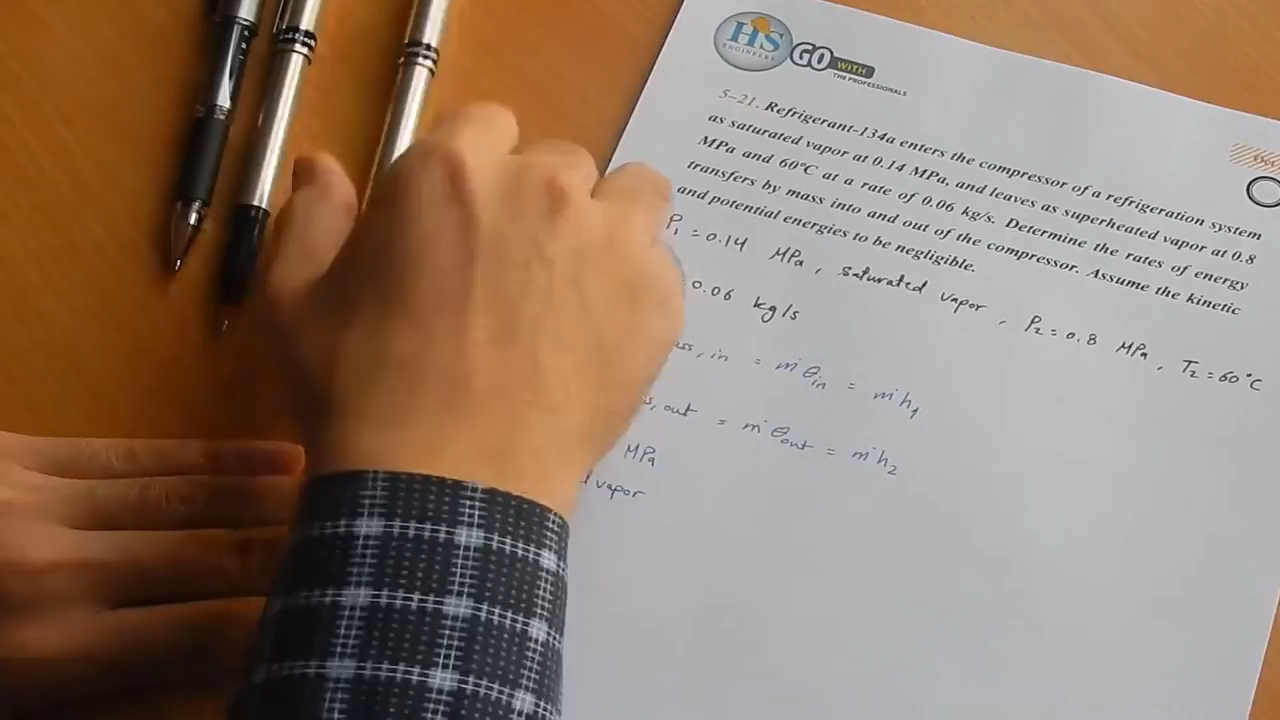 HS
ENGINEERS
GO WITH
THE PROFESSIONALS
5–21. Refrigerant-134a enters the compressor of a refrigeration system
as saturated vapor at 0.14 MPa, and leaves as superheated vapor at 0.8
MPa and 60°C at a rate of 0.06 kg/s. Determine the rates of energy
transfers by mass into and out of the compressor. Assume the kinetic
and potential energies to be negligible.
P₁ = 0.14 MPa, saturated vapor, P₂ = 0.8 MPa, T₂ = 60°C
0.06 kg/s
ass, in = ṁ θin = ṁh₁
s, out = ṁ θout = ṁh₂
MPa
d vapor